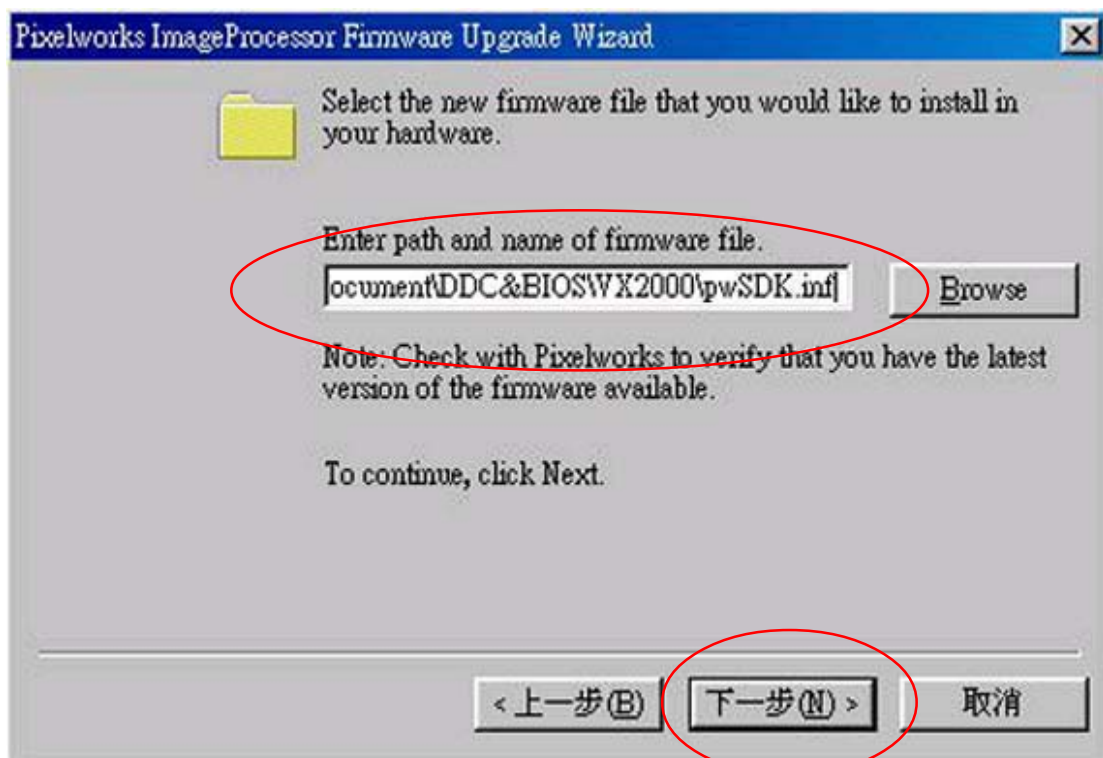 Pixelworks ImageProcessor Firmware Upgrade Wizard
Select the new firmware file that you would like to install in
your hardware.
Enter path and name of firmware file.
ocument\DDC&BIOS\VX2000\pwSDK.inf
Browse
Note: Check with Pixelworks to verify that you have the latest
version of the firmware available.
To continue, click Next.
<上一步(B)
下一步(N)>
取消